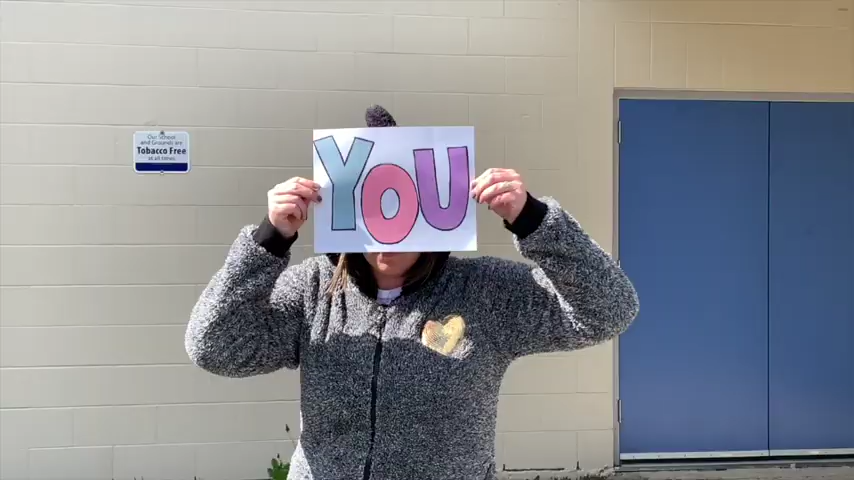 Our School
and Grounds are
Tobacco Free
at all times
YOU